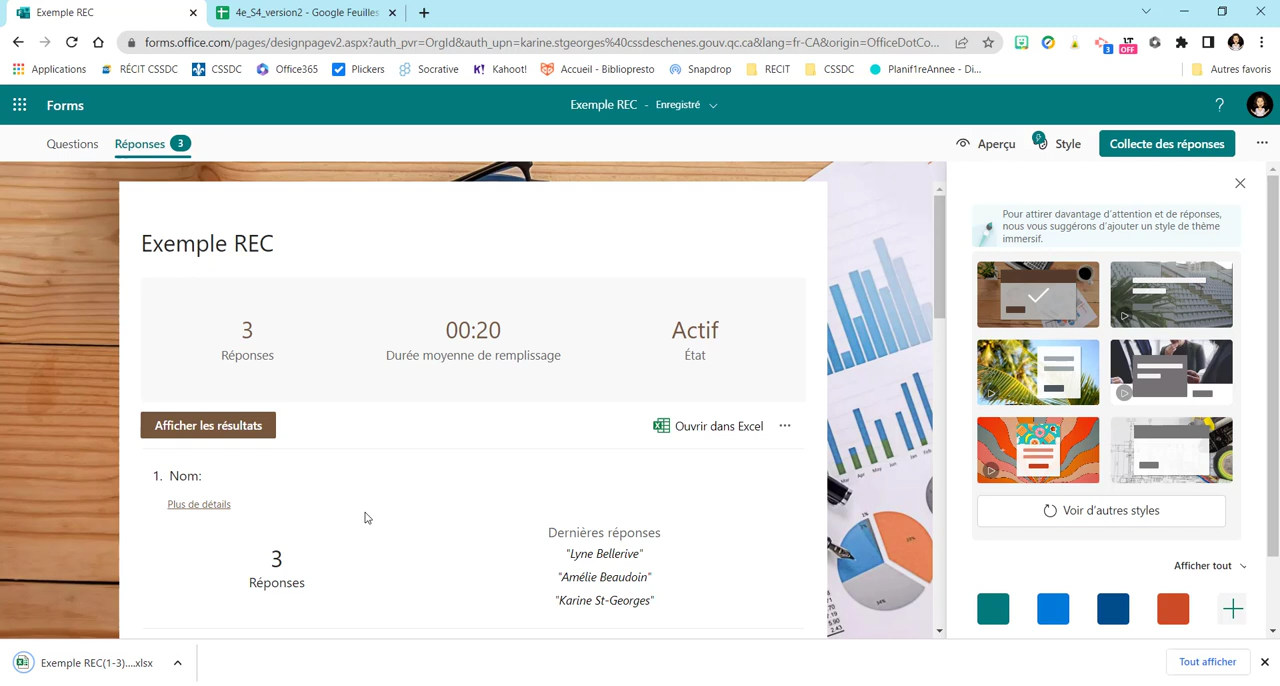 Exemple REC
4e_S4_version2 - Google Feuilles
forms.office.com/pages/designpagev2.aspx?auth_pvr=OrgId&auth_upn=karine.stgeorges%40cssdeschenes.gouv.qc.ca&lang=fr-CA&origin=OfficeDotCo...
3
LT
OFF
Applications
RÉCIT CSSDC
CSSDC
Office365
Plickers
Socrative
K! Kahoot!
Accueil - Bibliopresto
Snapdrop
RECIT
CSSDC
Planif1reAnnee - Di...
Autres favoris
Forms
Exemple REC - Enregistré
?
Questions
Réponses 3
Aperçu
Style
Collecte des réponses
...
Exemple REC
3
Réponses
00:20
Durée moyenne de remplissage
Actif
État
Afficher les résultats
Ouvrir dans Excel
...
1. Nom:
Plus de détails
3
Réponses
Dernières réponses
"Lyne Bellerive"
"Amélie Beaudoin"
"Karine St-Georges"
Pour attirer davantage d'attention et de réponses,
nous vous suggérons d'ajouter un style de thème
immersif.
Voir d'autres styles
Afficher tout
Exemple REC(1-3)....xlsx
Tout afficher